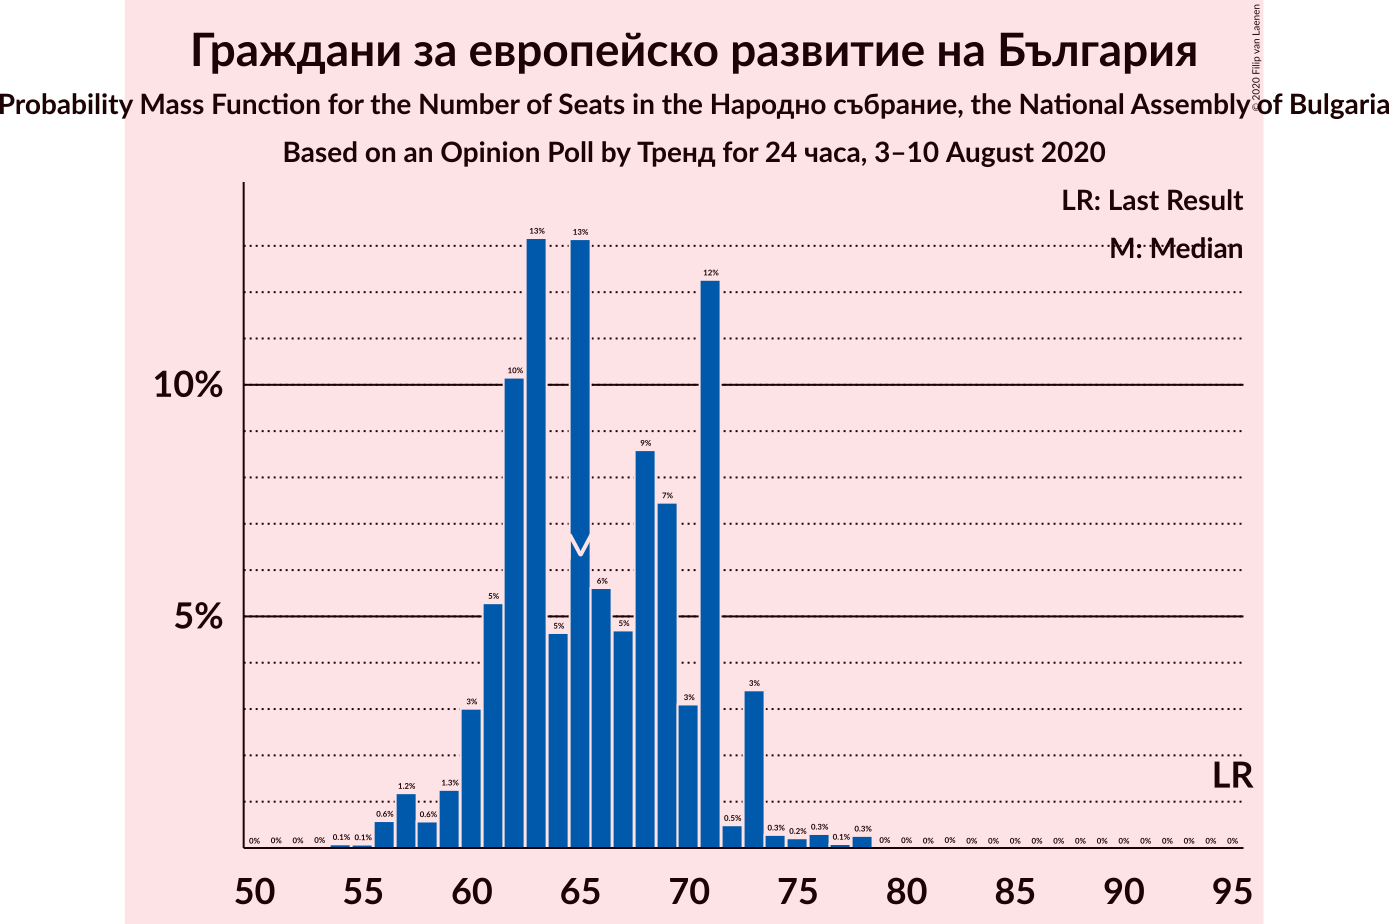 Граждани за европейско развитие на България
Probability Mass Function for the Number of Seats in the Народно събрание, the National Assembly of Bulgaria
Based on an Opinion Poll by Тренд for 24 часа, 3–10 August 2020
© 2020 Filip van Laenen
LR: Last Result
M: Median
10%
5%
0% 0% 0% 0% 0.1% 0.1% 0.6% 1.2% 0.6% 1.3% 3% 5% 10% 13% 5% 13% 6% 5% 9% 7% 3% 12% 0.5% 3% 0.3% 0.2% 0.3% 0.1% 0.3% 0% 0% 0% 0% 0% 0% 0% 0% 0% 0% 0% 0% 0% 0% 0% 0% 0%
LR
50 55 60 65 70 75 80 85 90 95